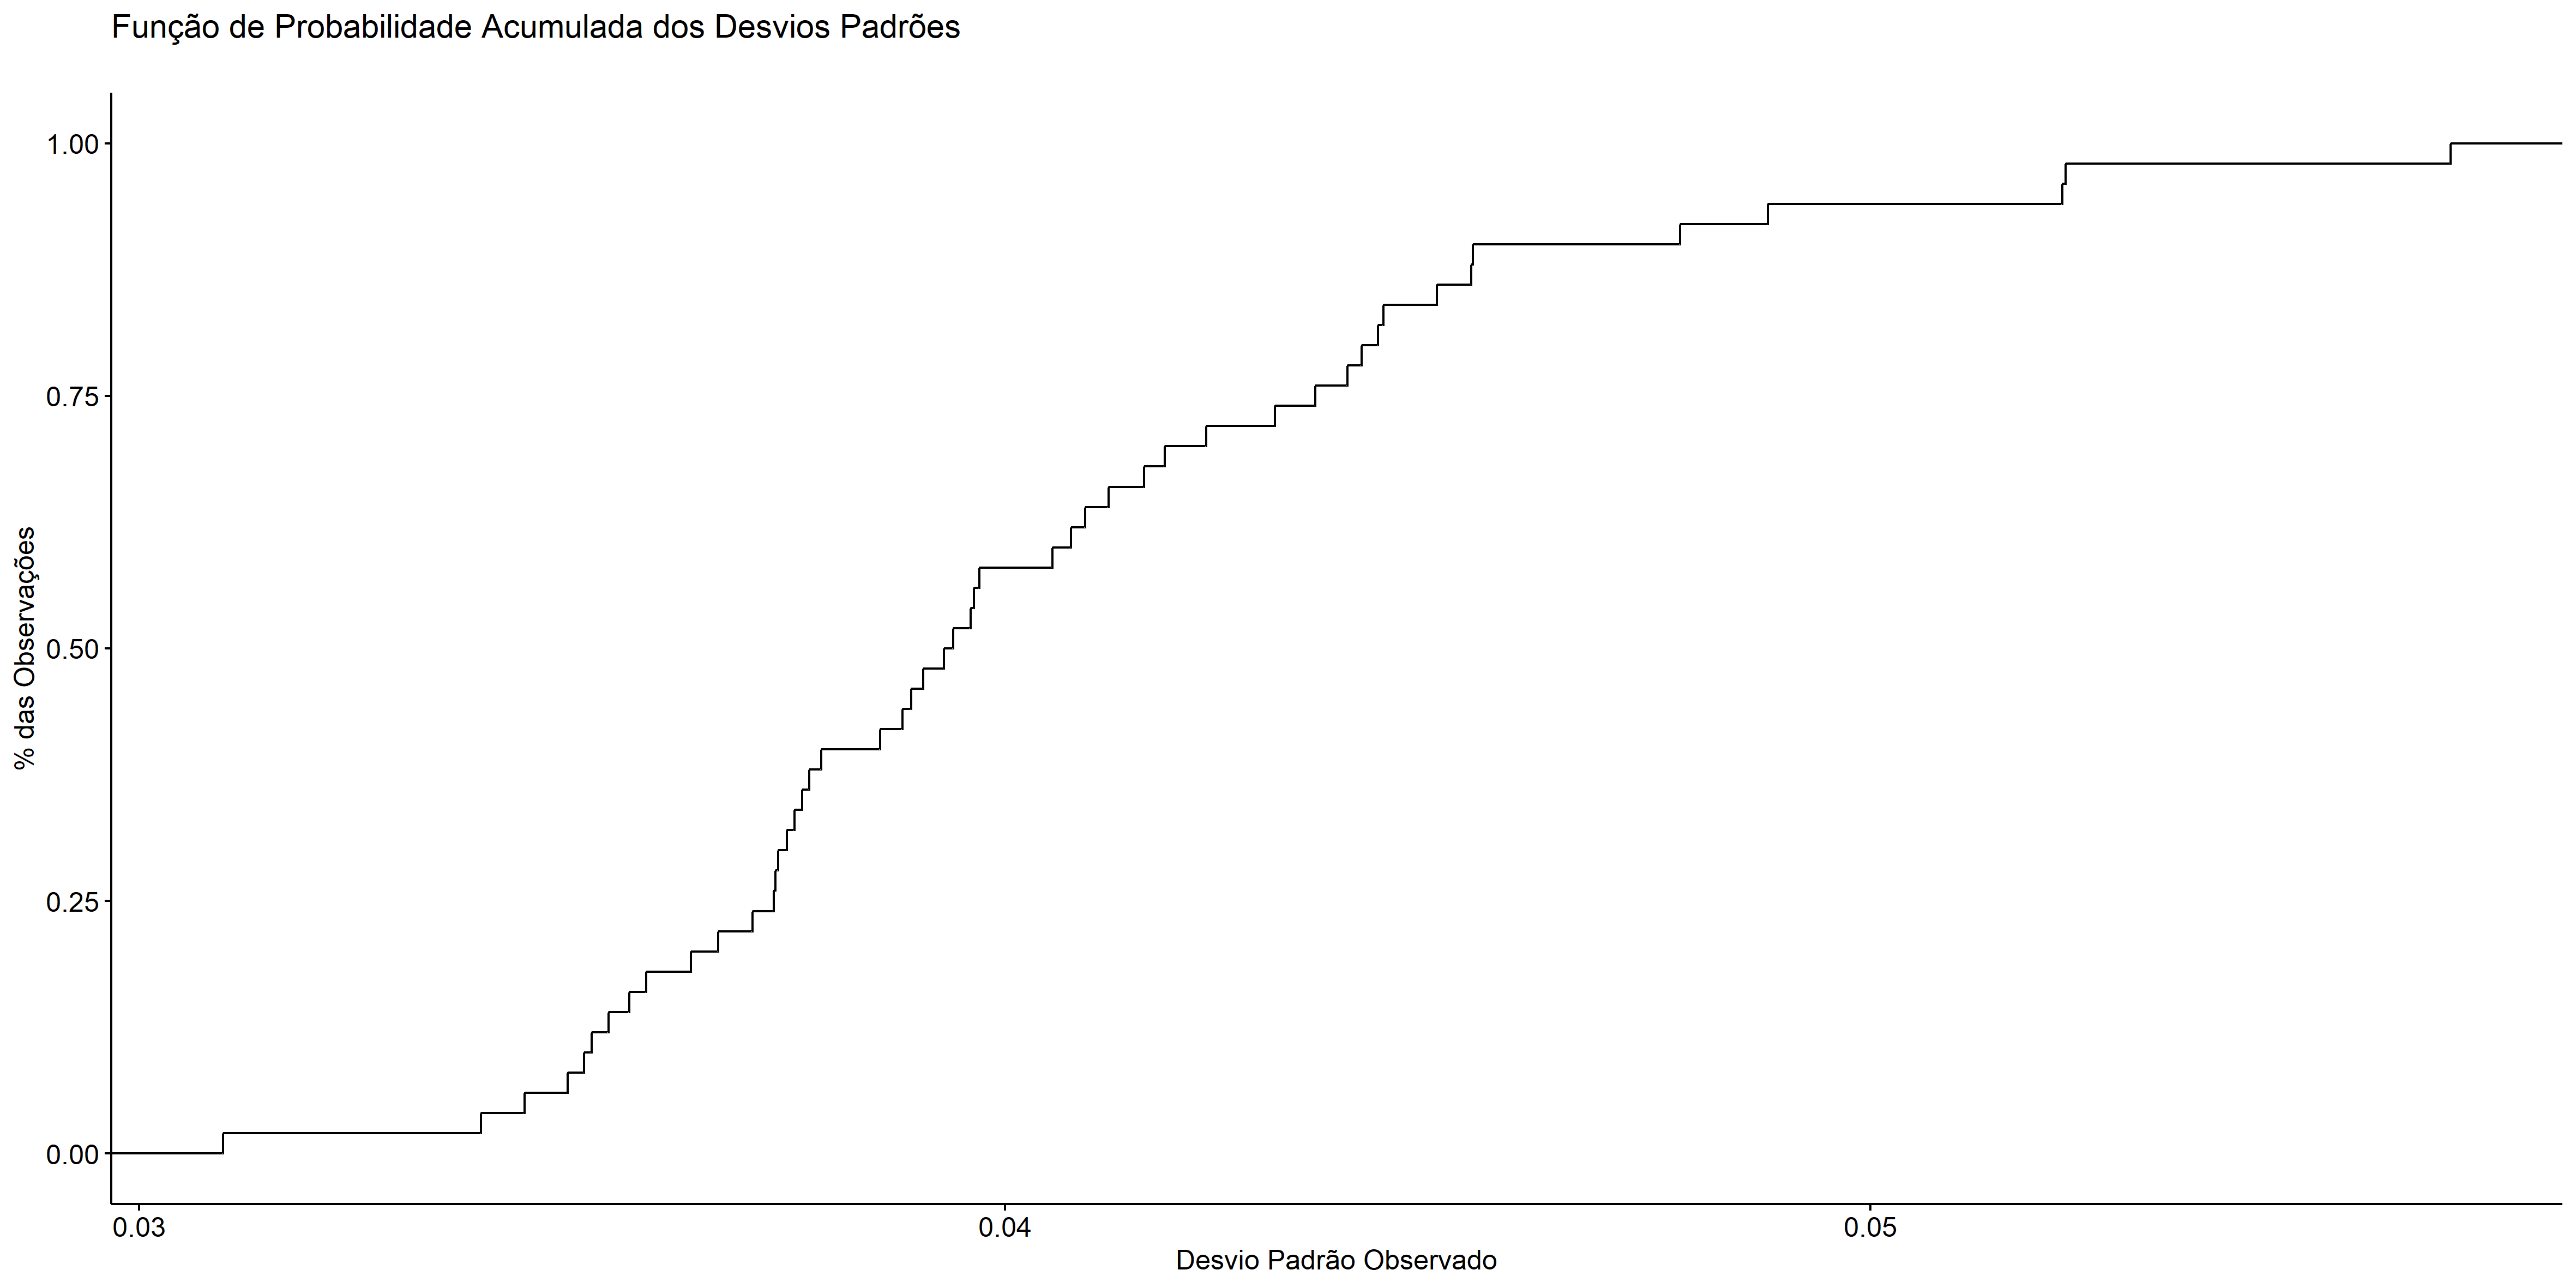 Função de Probabilidade Acumulada dos Desvios Padrões
1.00
0.75
0.50
0.25
0.00
% das Observações
0.03
0.04
0.05
Desvio Padrão Observado